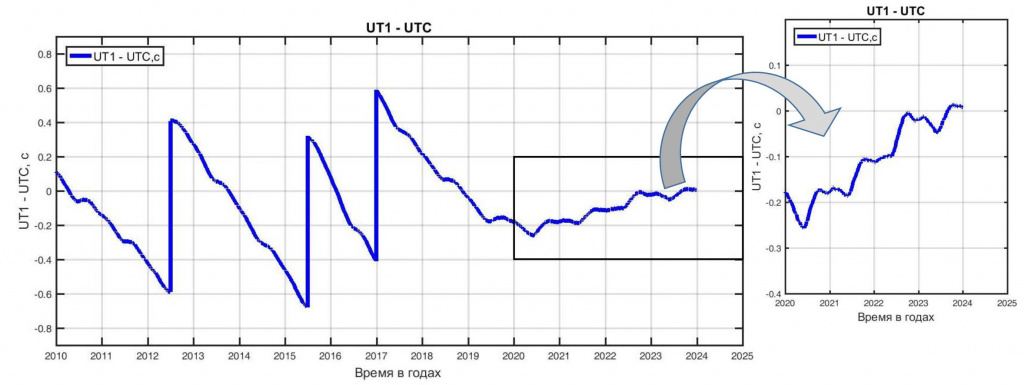 UT1 - UTC
UT1 - UTC,c
UT1 - UTC, c
0.8
0.6
0.4
0.2
0
-0.2
-0.4
-0.6
-0.8
2010 2011 2012 2013 2014 2015 2016 2017 2018 2019 2020 2021 2022 2023 2024 2025
Время в годах
UT1 - UTC
UT1 - UTC,c
UT1 - UTC, c
0.1
0
-0.1
-0.2
-0.3
-0.4
2020 2021 2022 2023 2024 2025
Время в годах